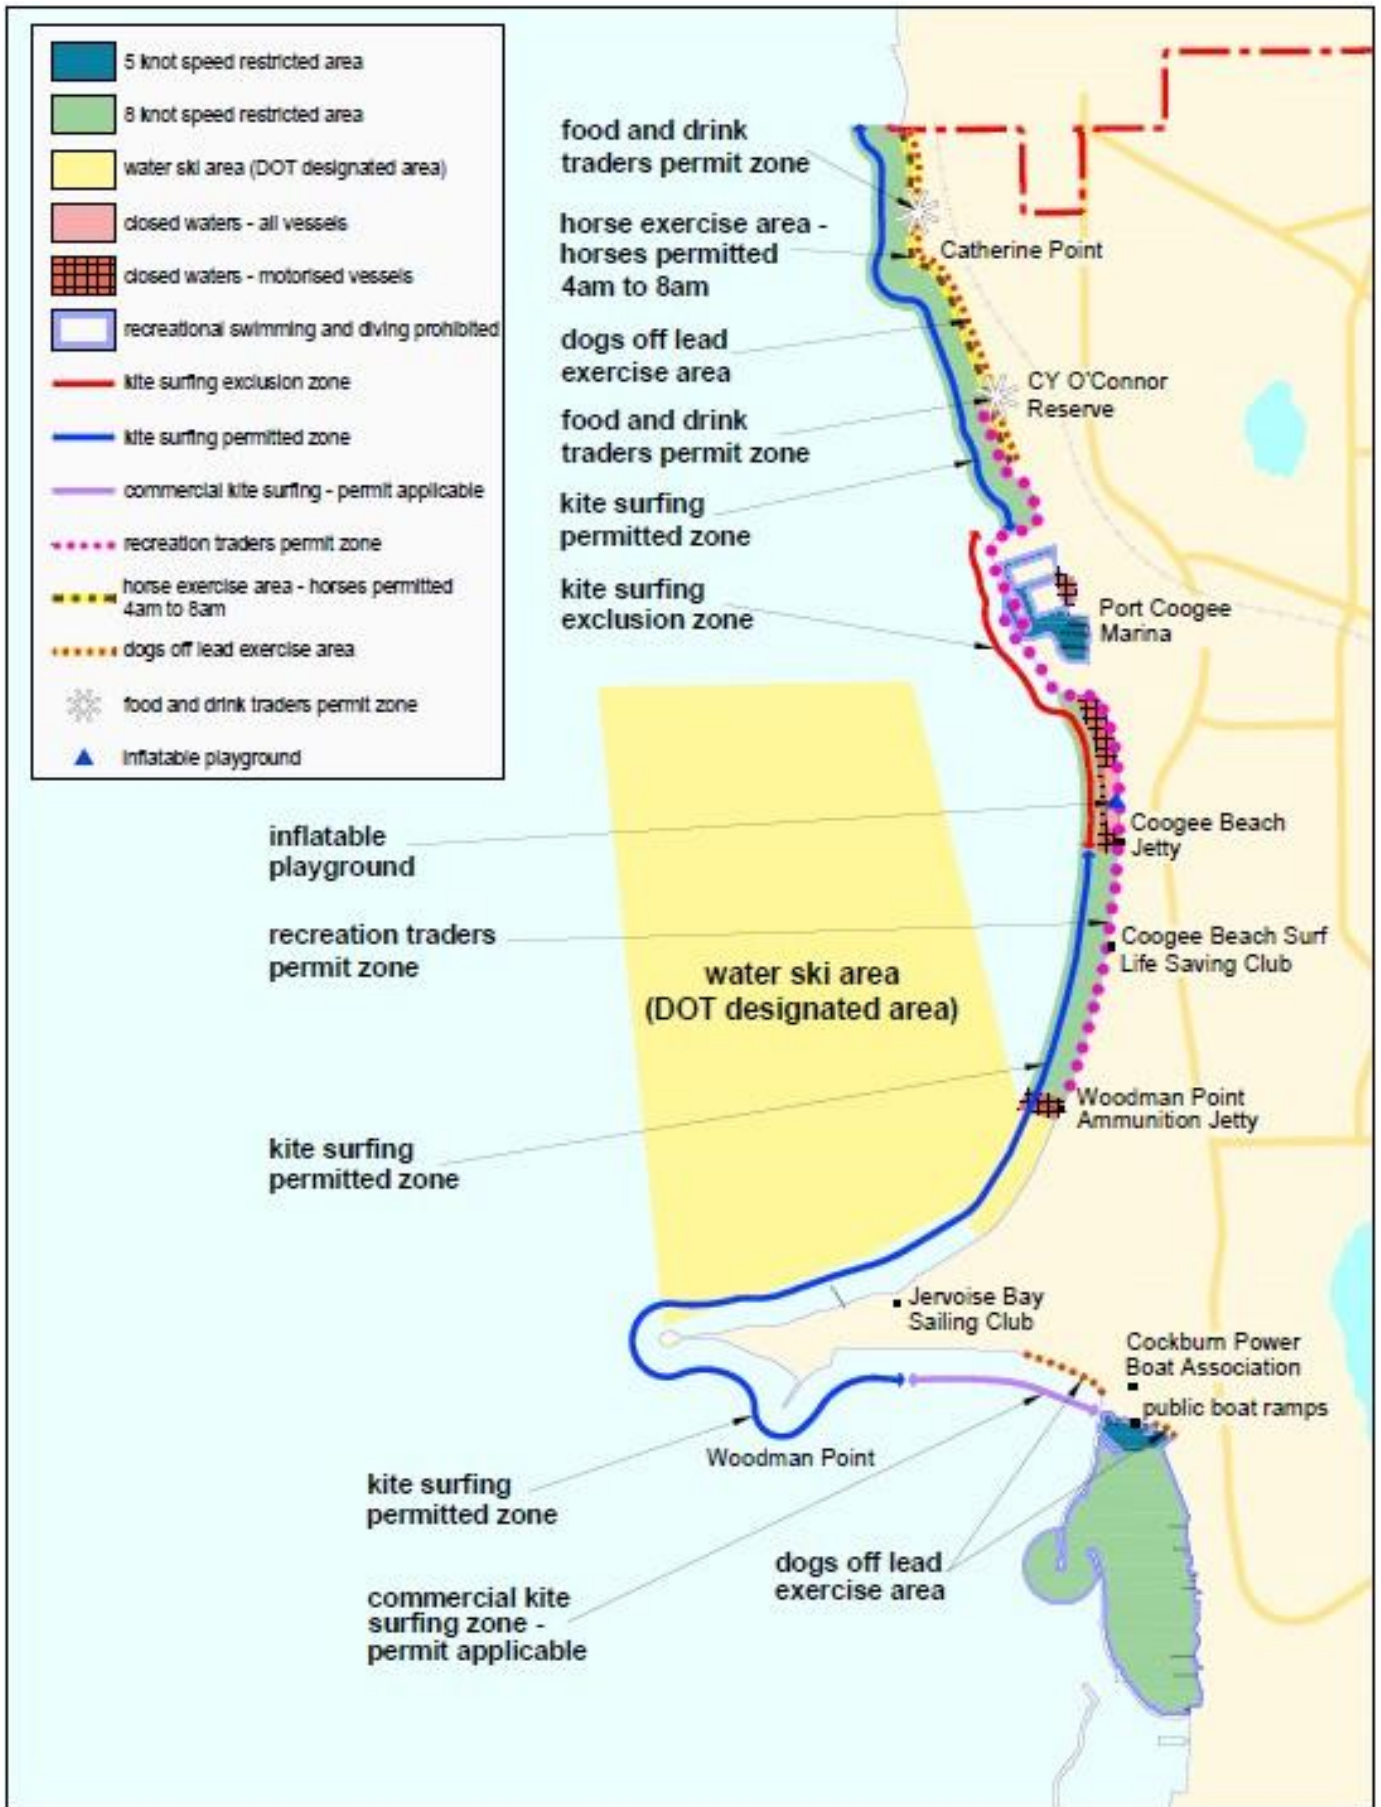 5 knot speed restricted area
8 knot speed restricted area
water ski area (DOT designated area)
closed waters - all vessels
closed waters - motorised vessels
recreational swimming and diving prohibited
kite surfing exclusion zone
kite surfing permitted zone
commercial kite surfing - permit applicable
recreation traders permit zone
horse exercise area - horses permitted
4am to 8am
dogs off lead exercise area
food and drink traders permit zone
inflatable playground
food and drink
traders permit zone
horse exercise area -
horses permitted
4am to 8am
Catherine Point
dogs off lead
exercise area
CY O'Connor
Reserve
food and drink
traders permit zone
kite surfing
permitted zone
kite surfing
exclusion zone
Port Coogee
Marina
inflatable
playground
Coogee Beach
Jetty
recreation traders
permit zone
Coogee Beach Surf
Life Saving Club
water ski area
(DOT designated area)
Woodman Point
Ammunition Jetty
kite surfing
permitted zone
Jervoise Bay
Sailing Club
Cockburn Power
Boat Association
public boat ramps
Woodman Point
kite surfing
permitted zone
dogs off lead
exercise area
commercial kite
surfing zone -
permit applicable